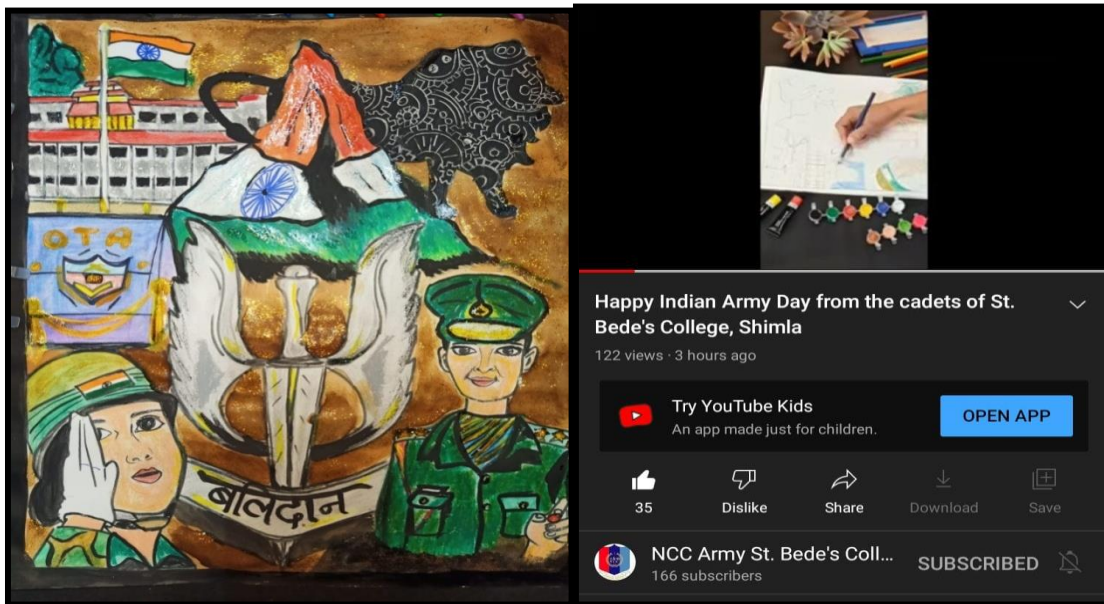 OTA
बलिदान
Happy Indian Army Day from the cadets of St.
Bede's College, Shimla
122 views · 3 hours ago
Try YouTube Kids
An app made just for children.
OPEN APP
35
Dislike
Share
Download
Save
NCC Army St. Bede's Coll...
166 subscribers
SUBSCRIBED